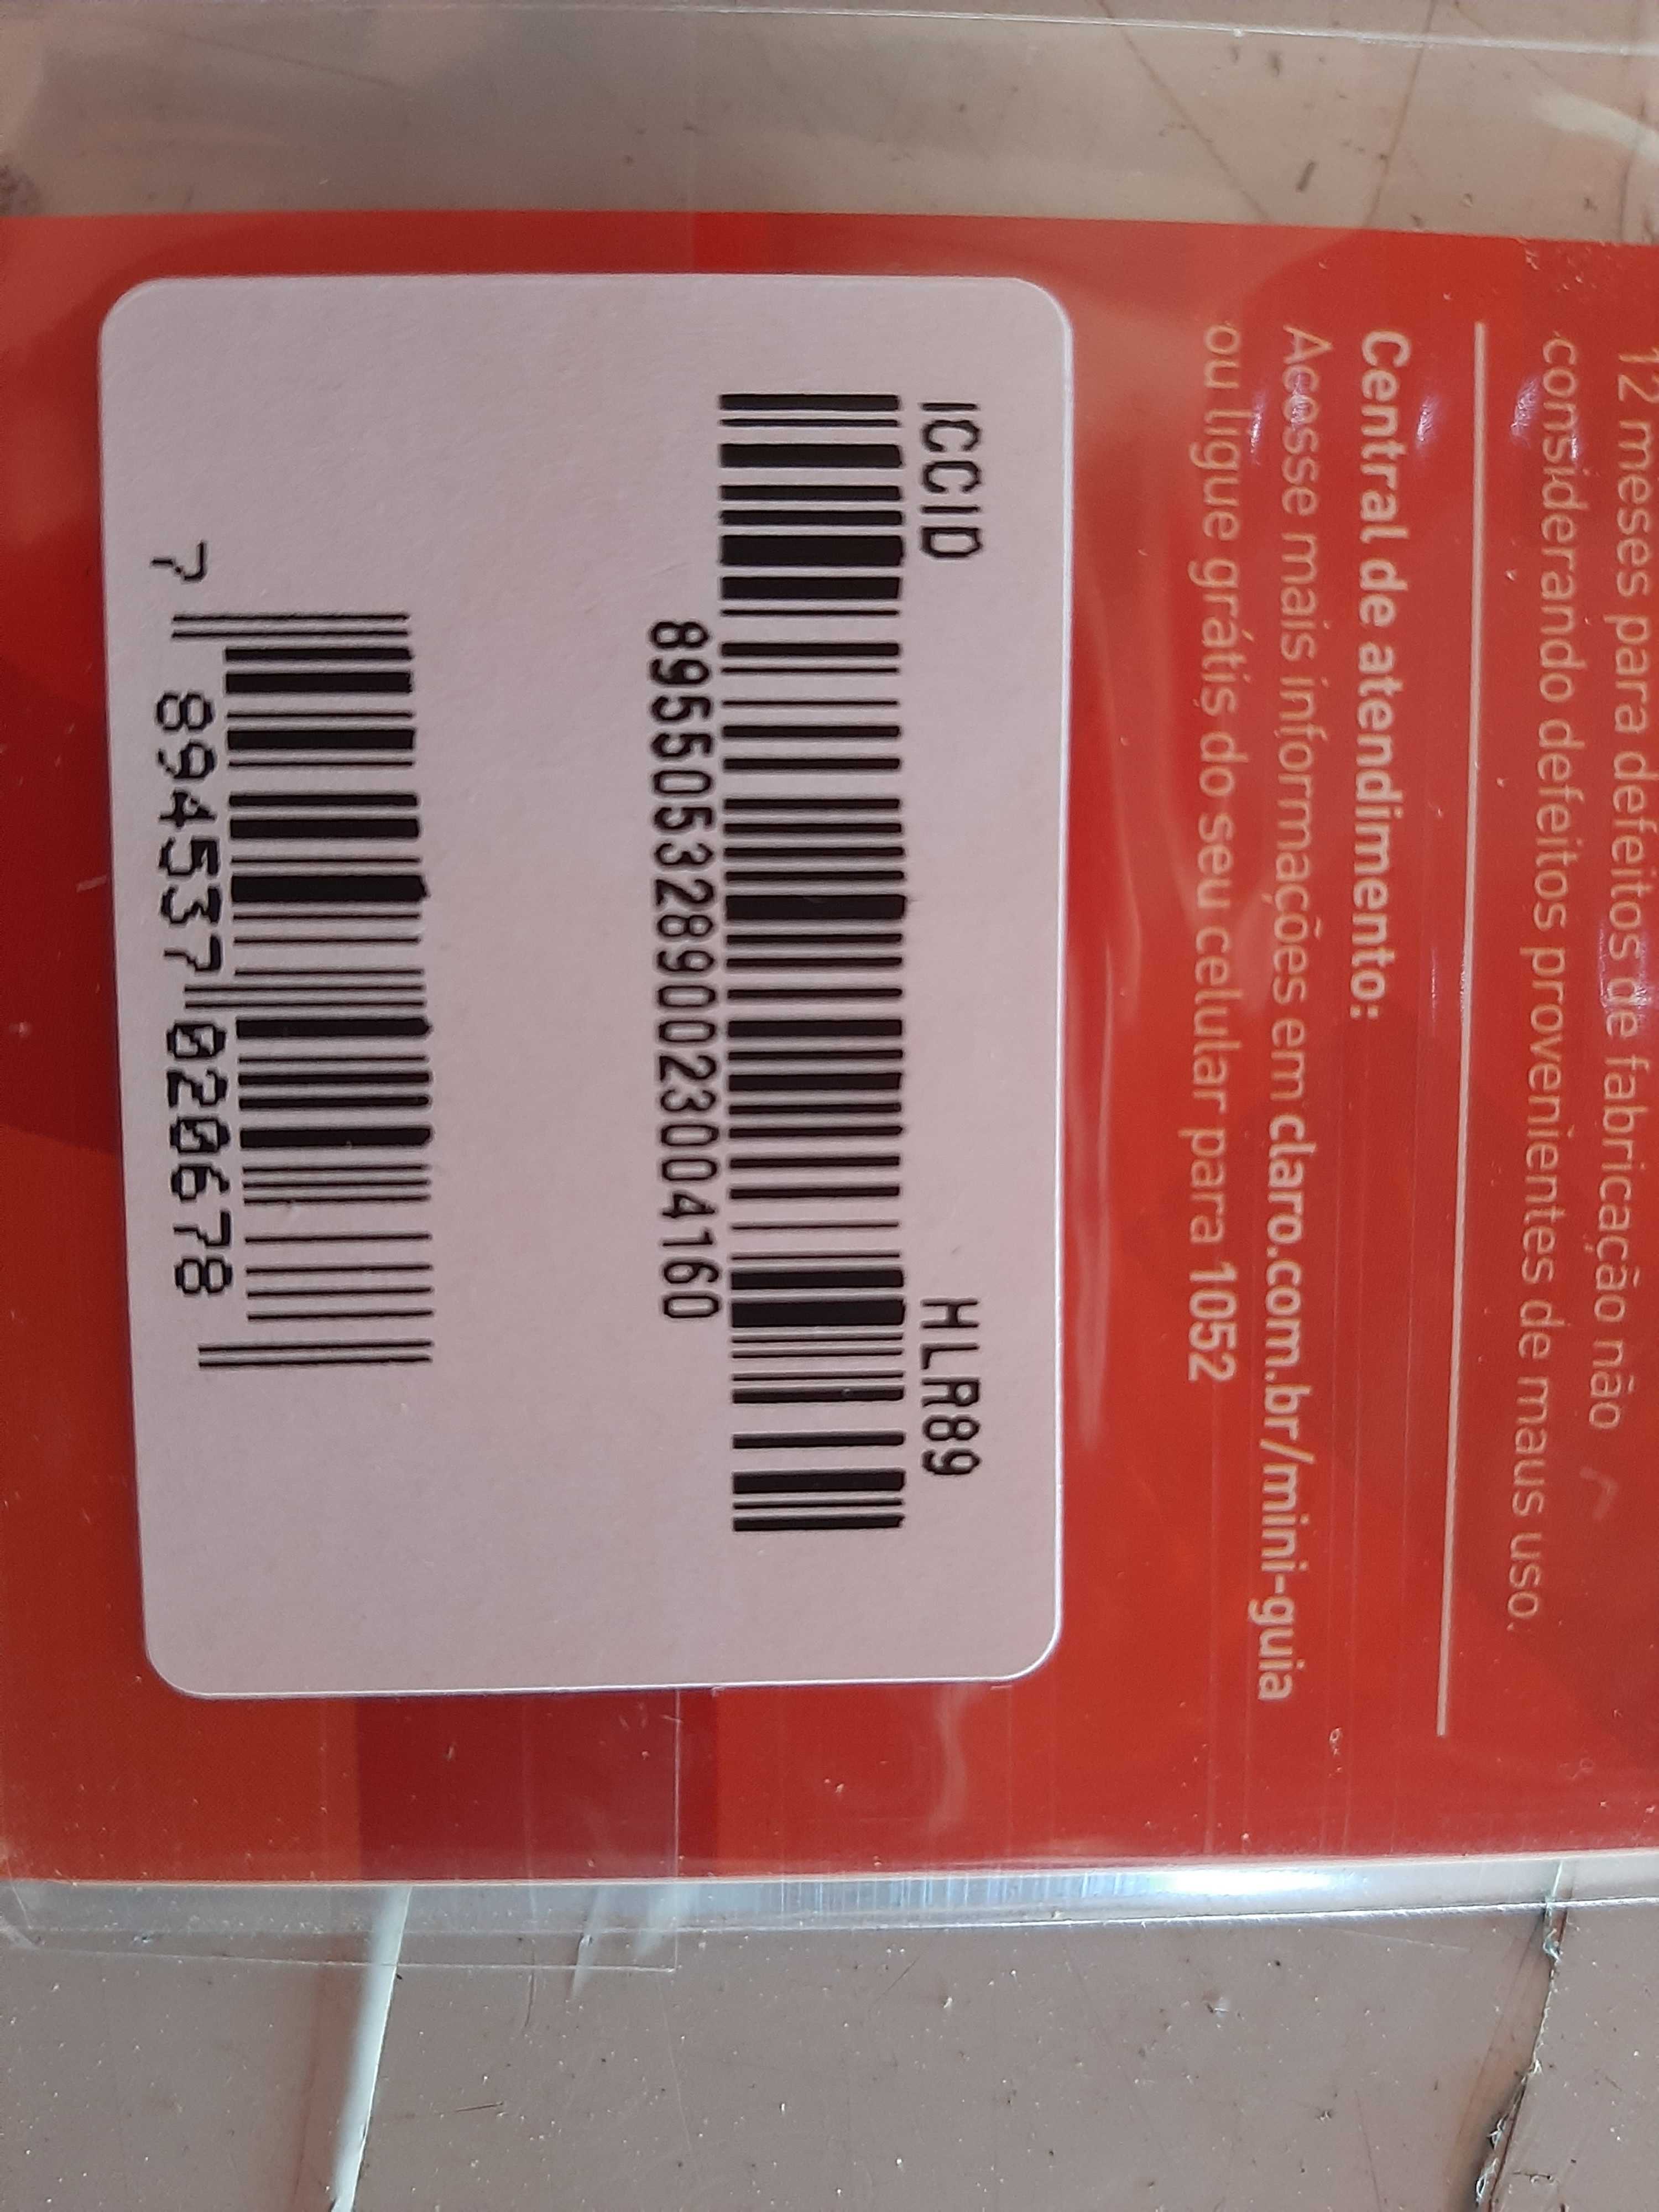 12 meses para defeitos de fabricação não
considerando defeitos provenientes de maus uso.
Central de atendimento:
Acesse mais informações em claro.com.br/mini-guia
ou ligue grátis do seu celular para 1052
ICCID HLR89
89550532890023004160
7 894537 020678